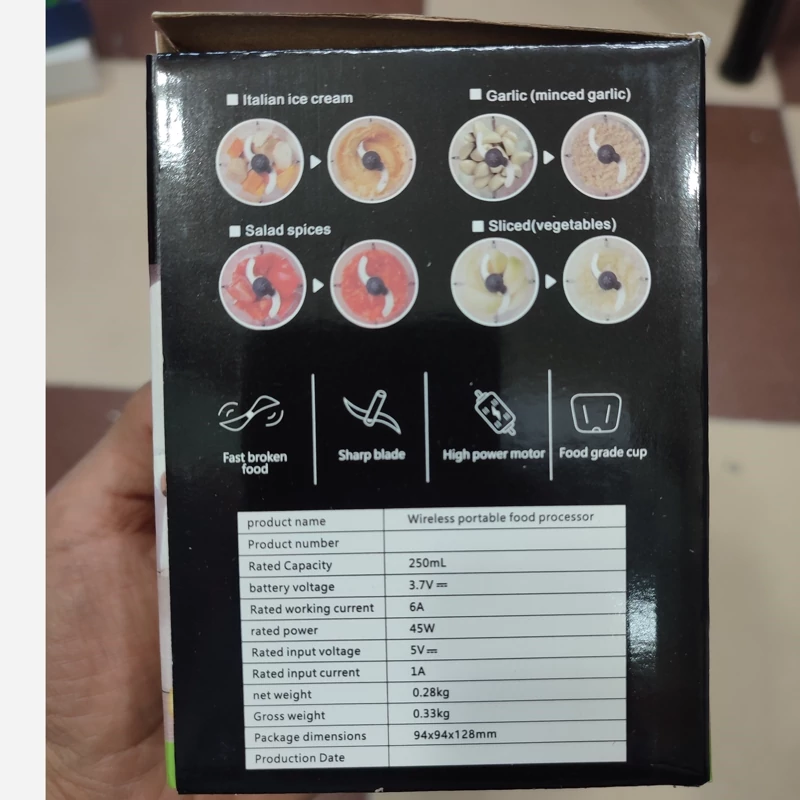 Italian ice cream
Garlic (minced garlic)
Salad spices
Sliced(vegetables)
Fast broken
food
Sharp blade
High power motor
Food grade cup
product name Wireless portable food processor
Product number
Rated Capacity 250mL
battery voltage 3.7V⎓
Rated working current 6A
rated power 45W
Rated input voltage 5V⎓
Rated input current 1A
net weight 0.28kg
Gross weight 0.33kg
Package dimensions 94x94x128mm
Production Date